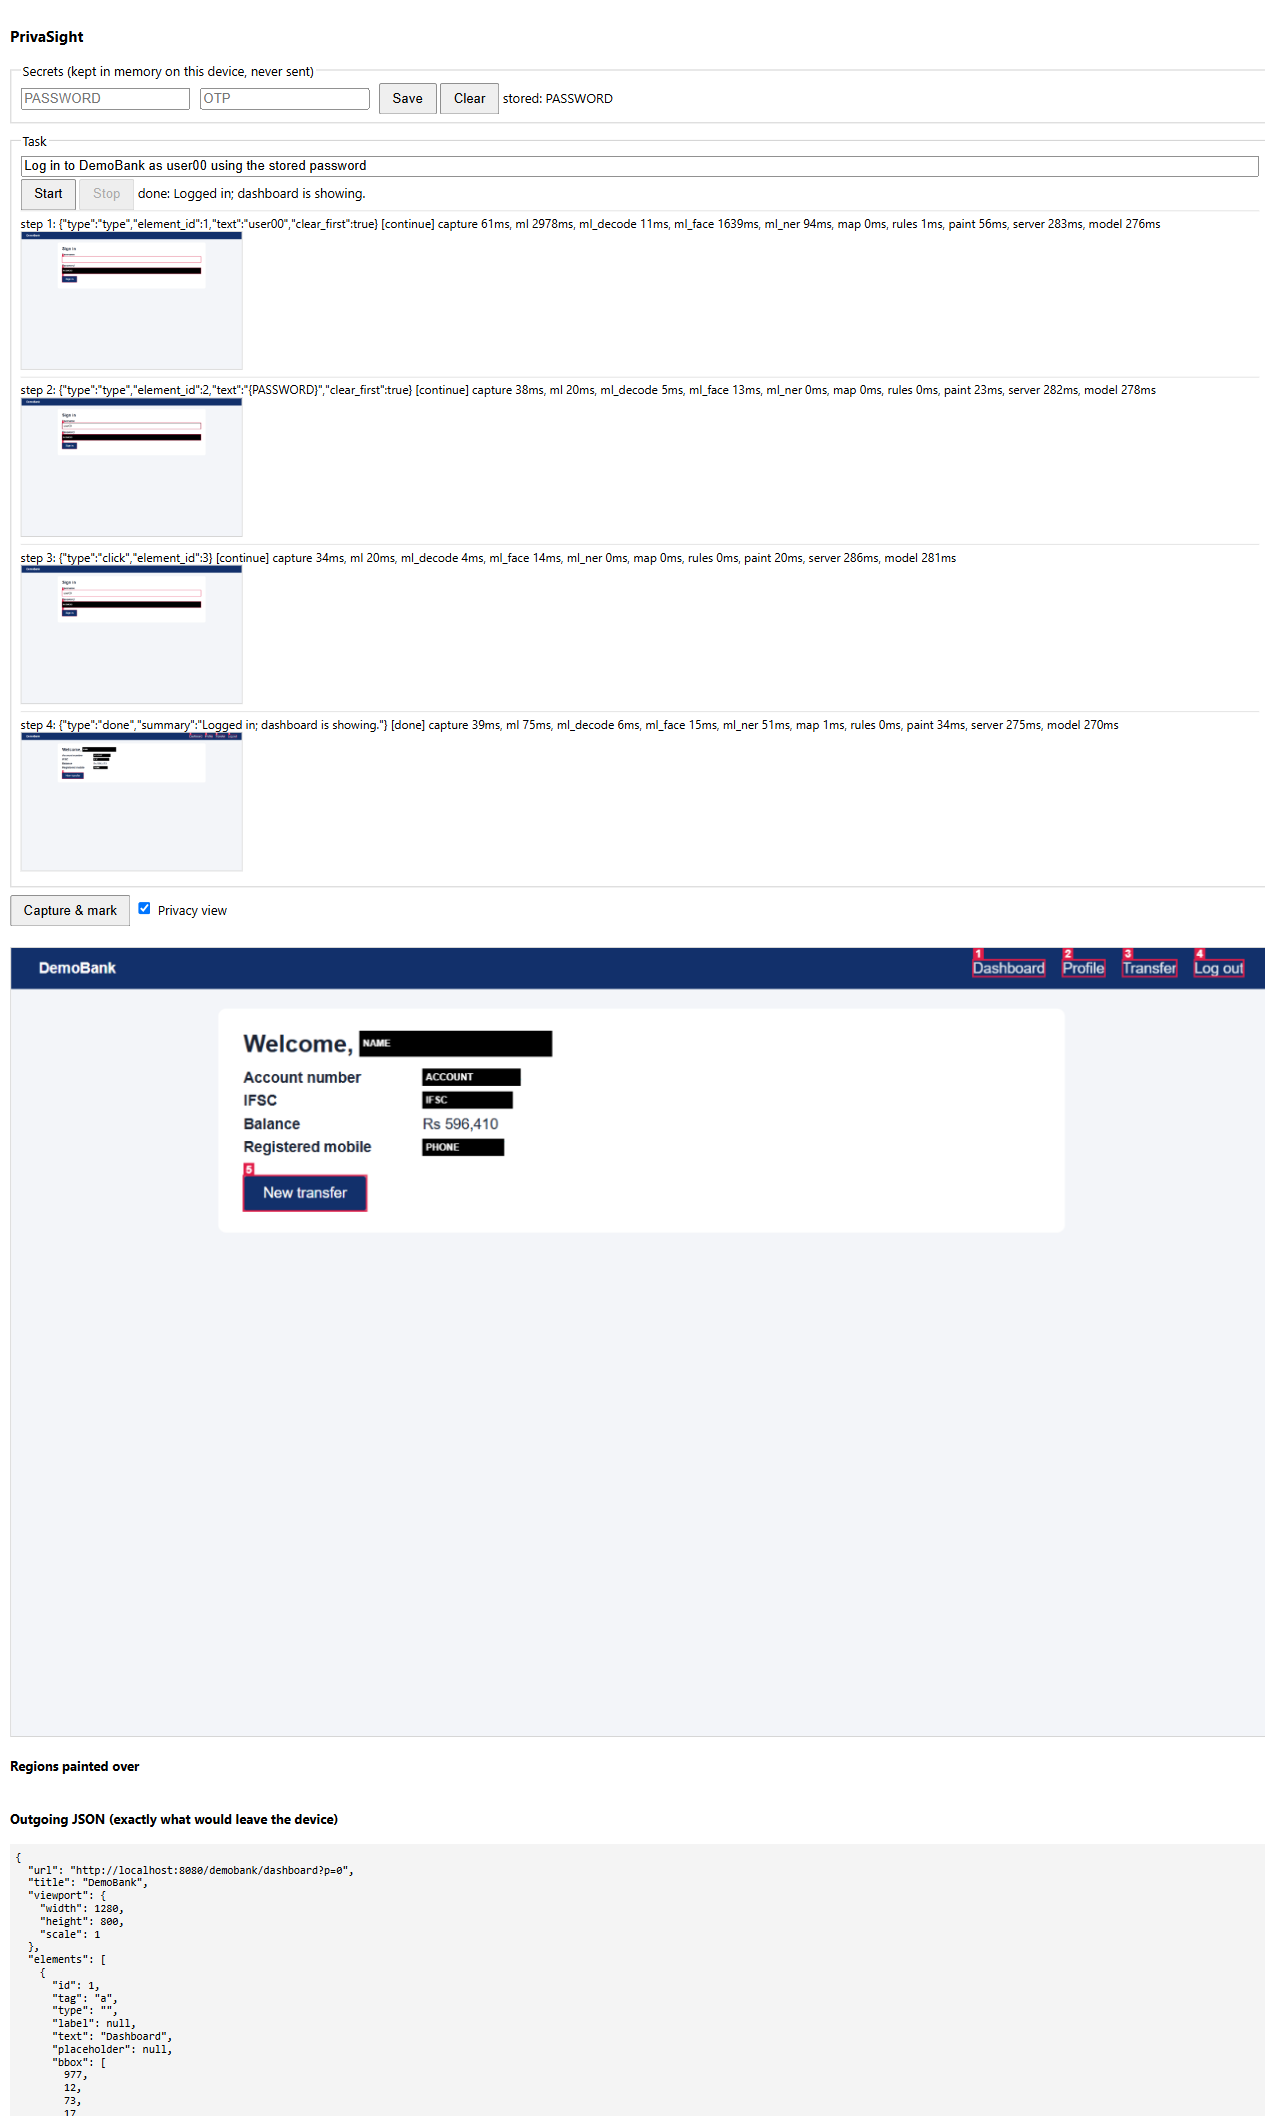 PrivaSight
Secrets (kept in memory on this device, never sent)
PASSWORD OTP Save Clear stored: PASSWORD
Task
Log in to DemoBank as user00 using the stored password
Start Stop done: Logged in; dashboard is showing.
step 1: {"type":"type","element_id":1,"text":"user00","clear_first":true} [continue] capture 61ms, ml 2978ms, ml_decode 11ms, ml_face 1639ms, ml_ner 94ms, map 0ms, rules 1ms, paint 56ms, server 283ms, model 276ms
Sign in
step 2: {"type":"type","element_id":2,"text":"{PASSWORD}","clear_first":true} [continue] capture 38ms, ml 20ms, ml_decode 5ms, ml_face 13ms, ml_ner 0ms, map 0ms, rules 0ms, paint 23ms, server 282ms, model 278ms
Sign in
step 3: {"type":"click","element_id":3} [continue] capture 34ms, ml 20ms, ml_decode 4ms, ml_face 14ms, ml_ner 0ms, map 0ms, rules 0ms, paint 20ms, server 286ms, model 281ms
Sign in
step 4: {"type":"done","summary":"Logged in; dashboard is showing."} [done] capture 39ms, ml 75ms, ml_decode 6ms, ml_face 15ms, ml_ner 51ms, map 1ms, rules 0ms, paint 34ms, server 275ms, model 270ms
Welcome,
Capture & mark Privacy view
1 2 3 4
DemoBank Dashboard Profile Transfer Log out
Welcome, NAME
Account number ACCOUNT
IFSC IFSC
Balance Rs 596,410
Registered mobile PHONE
5
New transfer
Regions painted over
Outgoing JSON (exactly what would leave the device)
{
"url": "http://localhost:8080/demobank/dashboard?p=0",
"title": "DemoBank",
"viewport": {
"width": 1280,
"height": 800,
"scale": 1
},
"elements": [
{
"id": 1,
"tag": "a",
"type": "",
"label": null,
"text": "Dashboard",
"placeholder": null,
"bbox": [
977,
12,
73,
17